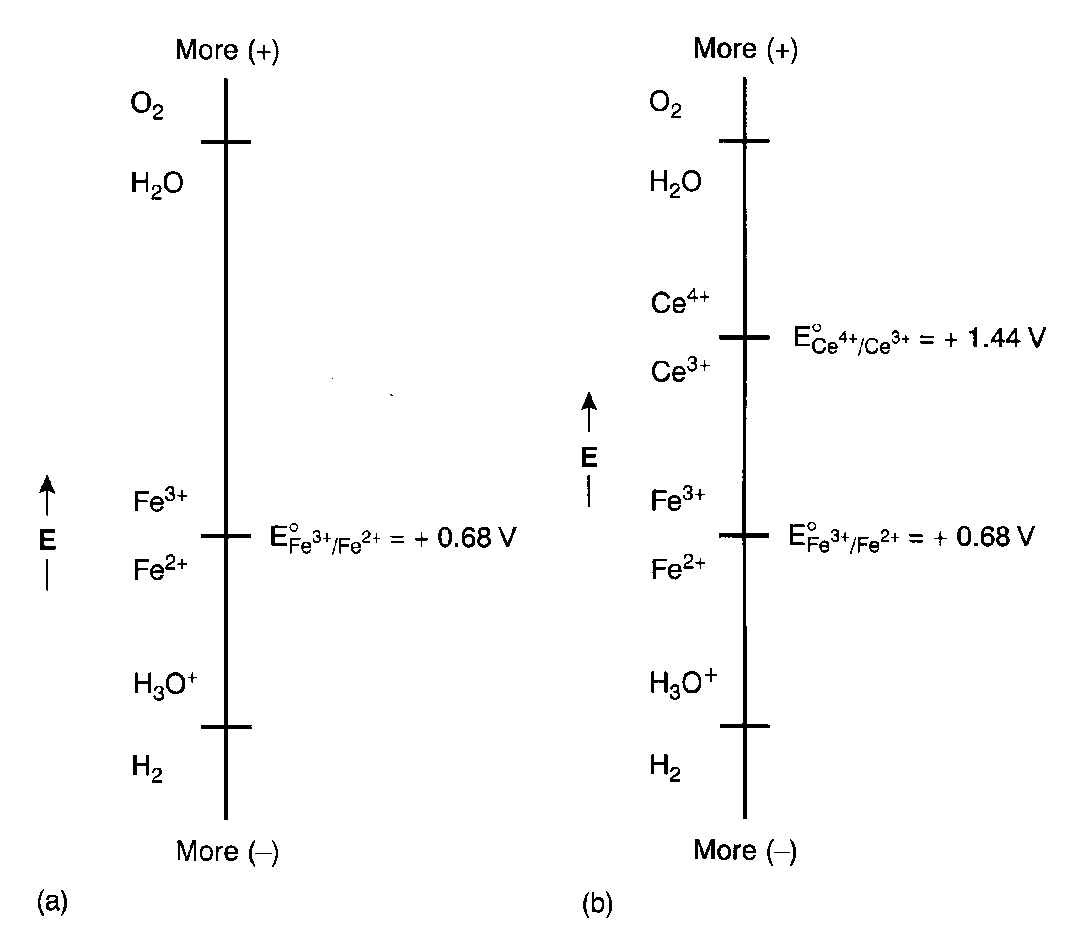 More (+)
O₂
H₂O
Fe³⁺
E
E°Fe³⁺/Fe²⁺ = + 0.68 V
Fe²⁺
H₃O⁺
H₂
More (–)
(a)
More (+)
O₂
H₂O
Ce⁴⁺
E°Ce⁴⁺/Ce³⁺ = + 1.44 V
Ce³⁺
E
Fe³⁺
E°Fe³⁺/Fe²⁺ = + 0.68 V
Fe²⁺
H₃O⁺
H₂
More (–)
(b)